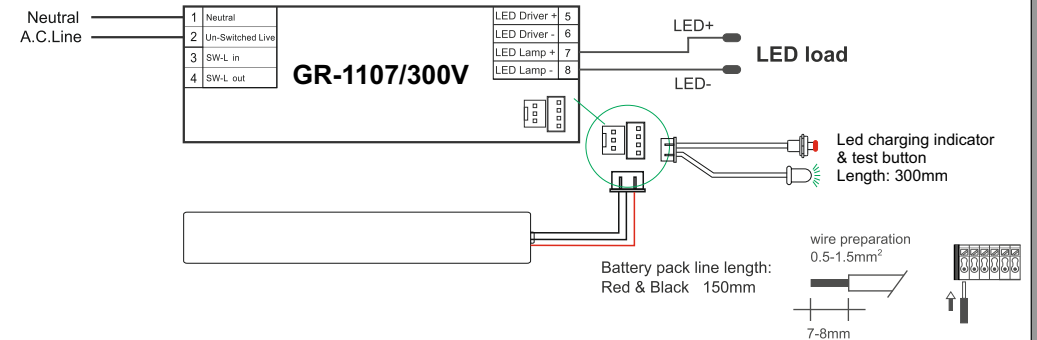 Neutral
A.C.Line
1 Neutral
2 Un-Switched Live
3 SW-L in
4 SW-L out
GR-1107/300V
LED Driver + 5
LED Driver - 6
LED Lamp + 7
LED Lamp - 8
LED+
LED load
LED-
Led charging indicator
& test button
Length: 300mm
Battery pack line length:
Red & Black 150mm
wire preparation
0.5-1.5mm²
7-8mm